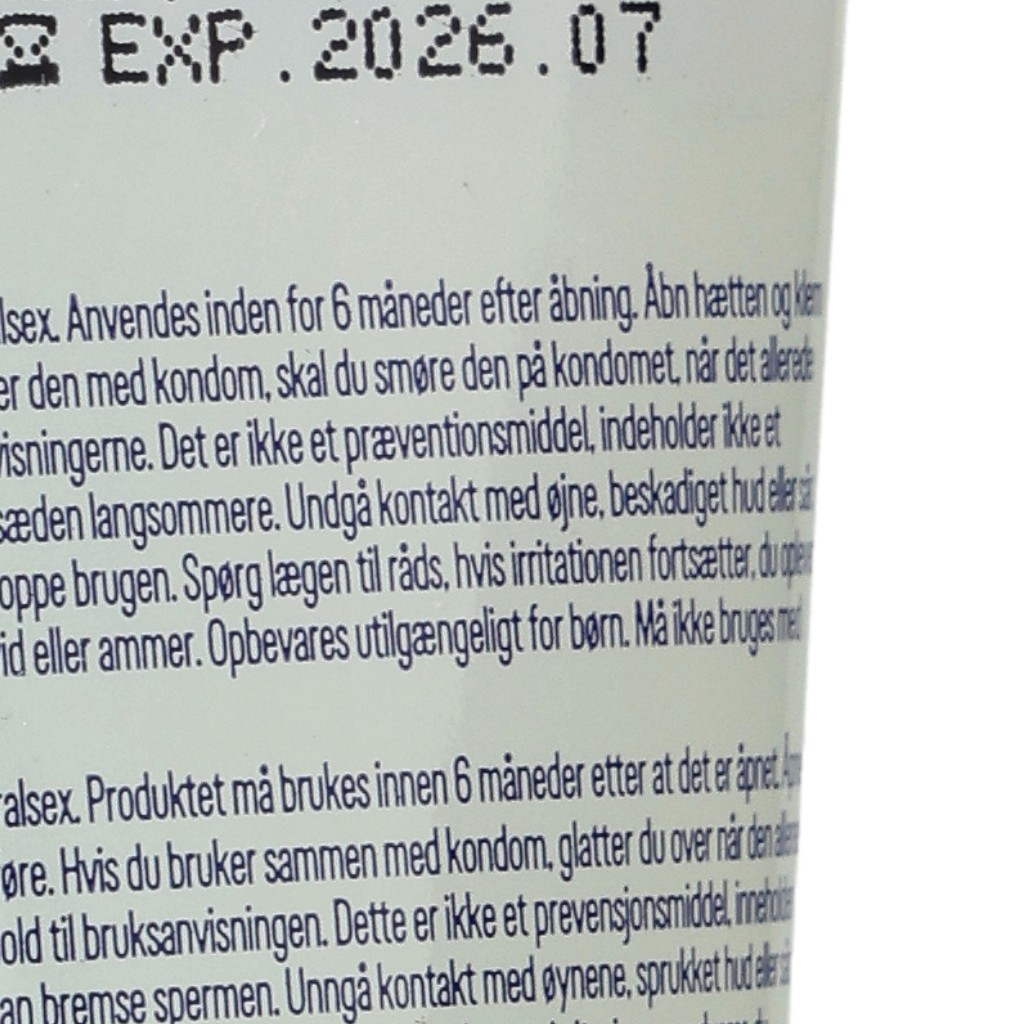 EXP.2026.07
lsex. Anvendes inden for 6 måneder efter åbning. Åbn hætten og klem
er den med kondom, skal du smøre den på kondomet, når det allerede
visningerne. Det er ikke et præventionsmiddel, indeholder ikke et
sæden langsommere. Undgå kontakt med øjne, beskadiget hud eller
oppe brugen. Spørg lægen til råds, hvis irritationen fortsætter, du
id eller ammer. Opbevares utilgængeligt for børn. Må ikke bruges med
alsex. Produktet må brukes innen 6 måneder etter at det er åpnet.
øre. Hvis du bruker sammen med kondom, glatter du over når den
old til bruksanvisningen. Dette er ikke et prevensjonsmiddel, inneholder
an bremse spermen. Unngå kontakt med øynene, sprukket hud eller